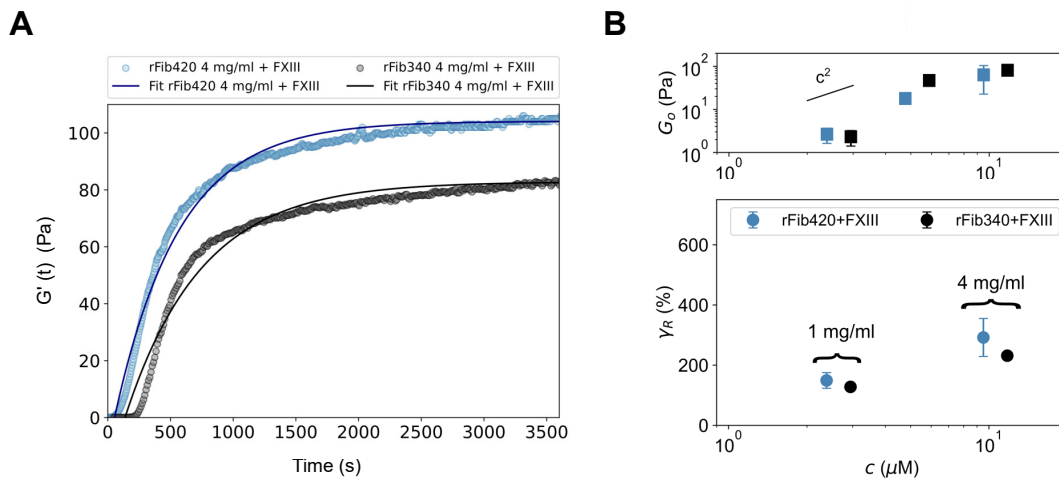 A
rFib420 4 mg/ml + FXIII
rFib340 4 mg/ml + FXIII
Fit rFib420 4 mg/ml + FXIII
Fit rFib340 4 mg/ml + FXIII
G' (t) (Pa)
100
80
60
40
20
0
0 500 1000 1500 2000 2500 3000 3500
Time (s)
B
G₀ (Pa)
10²
10¹
10⁰
c²
10⁰ 10¹
rFib420+FXIII
rFib340+FXIII
γ_R (%)
600
400
200
0
1 mg/ml
4 mg/ml
10⁰ 10¹
c (μM)